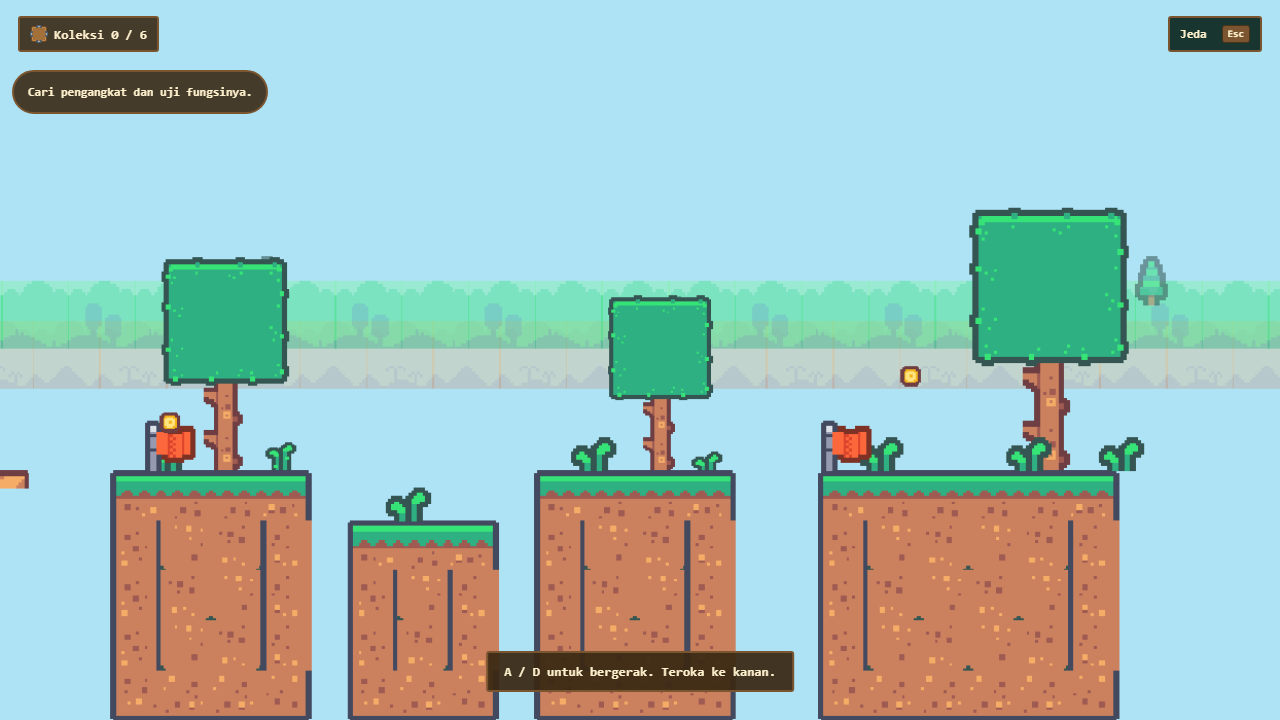 Koleksi 0 / 6
Jeda Esc
Cari pengangkat dan uji fungsinya.
A / D untuk bergerak. Teroka ke kanan.